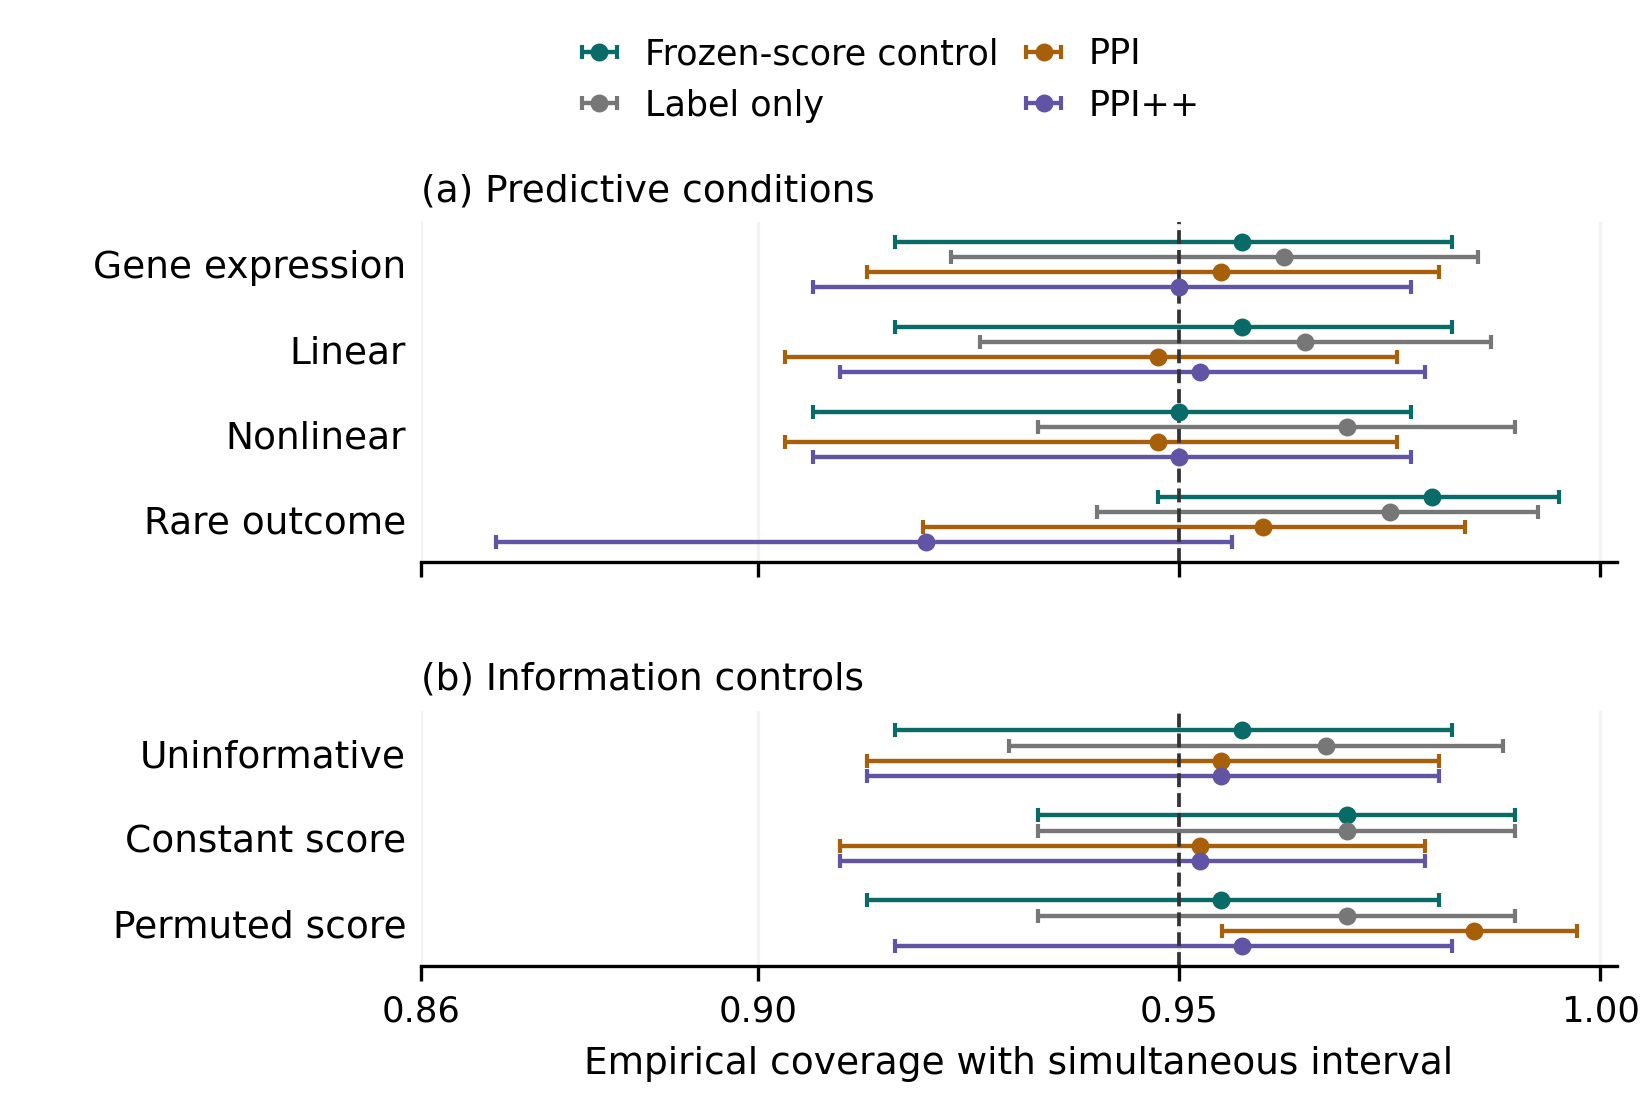 Frozen-score control PPI
Label only PPI++
(a) Predictive conditions
Gene expression
Linear
Nonlinear
Rare outcome
(b) Information controls
Uninformative
Constant score
Permuted score
0.86 0.90 0.95 1.00
Empirical coverage with simultaneous interval